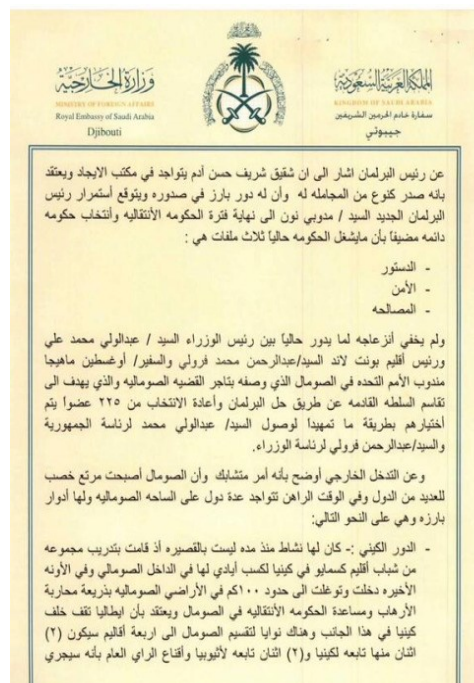 المملكة العربية السعودية
KINGDOM OF SAUDI ARABIA
سفارة خادم الحرمين الشريفين
جيبوتي
وزارة الخارجية
MINISTRY OF FOREIGN AFFAIRS
Royal Embassy of Saudi Arabia
Djibouti
عن رئيس البرلمان اشار الى ان شقيق شريف حسن أدم يتواجد في مكتب الايجاد ويعتقد
بانه صدر كنوع من المجامله له وأن له دور بارز في صدوره ويتوقع أستمرار رئيس
البرلمان الجديد السيد / مدوبي نون الى نهاية فترة الحكومه الأنتقاليه وأنتخاب حكومه
دائمه مضيفاً بأن مايشغل الحكومه حالياً ثلاث ملفات هي :
- الدستور
- الأمن
- المصالحه
ولم يخفي أنزعاجه لما يدور حالياً بين رئيس الوزراء السيد / عبدالولي محمد علي
ورئيس أقليم بونت لاند السيد/عبدالرحمن محمد فرولي والسفير/ أوغسطين ماهيجا
مندوب الأمم التحده في الصومال الذي وصفه بتاجر القضيه الصوماليه والذي يهدف الى
تقاسم السلطه القادمه عن طريق حل البرلمان وأعادة الانتخاب من ٢٢٥ عضوا يتم
أختيارهم بطريقة ما تمهيدا لوصول السيد/ عبدالولي محمد لرئاسة الجمهورية
والسيد/عبدالرحمن فرولي لرئاسة الوزراء.
وعن التدخل الخارجي أوضح بأنه أمر متشابك وأن الصومال أصبحت مرتع خصب
للعديد من الدول وفي الوقت الراهن تتواجد عدة دول على الساحه الصوماليه ولها أدوار
بارزه وهي على النحو التالي:
- الدور الكيني :- كان لها نشاط منذ مده ليست بالقصيره أذ قامت بتدريب مجموعه
من شباب أقليم كسمايو في كينيا لكسب أيادي لها في الداخل الصومالي وفي الأونه
الأخيره دخلت وتوغلت الى حدود ١٠٠كم في الأراضي الصوماليه بذريعة محاربة
الأرهاب ومساعدة الحكومه الأنتقاليه في الصومال ويعتقد بأن ايطاليا تقف خلف
كينيا في هذا الجانب وهناك نوايا لتقسيم الصومال الى اربعة أقاليم سيكون (٢)
اثنان منها تابعه لكينيا و(٢) اثنان تابعه لأثيوبيا وأقناع الراي العام بأنه سيجري